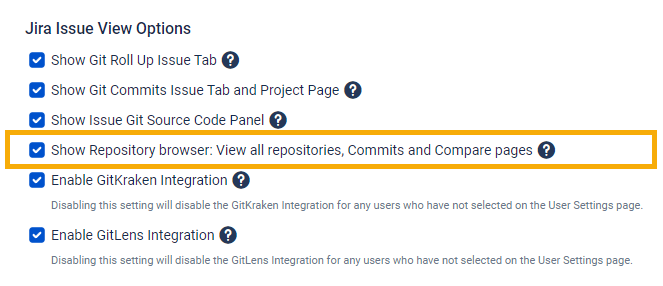 Jira Issue View Options
Show Git Roll Up Issue Tab ?
Show Git Commits Issue Tab and Project Page ?
Show Issue Git Source Code Panel ?
Show Repository browser: View all repositories, Commits and Compare pages ?
Enable GitKraken Integration ?
Disabling this setting will disable the GitKraken Integration for any users who have not selected on the User Settings page.
Enable GitLens Integration ?
Disabling this setting will disable the GitLens Integration for any users who have not selected on the User Settings page.